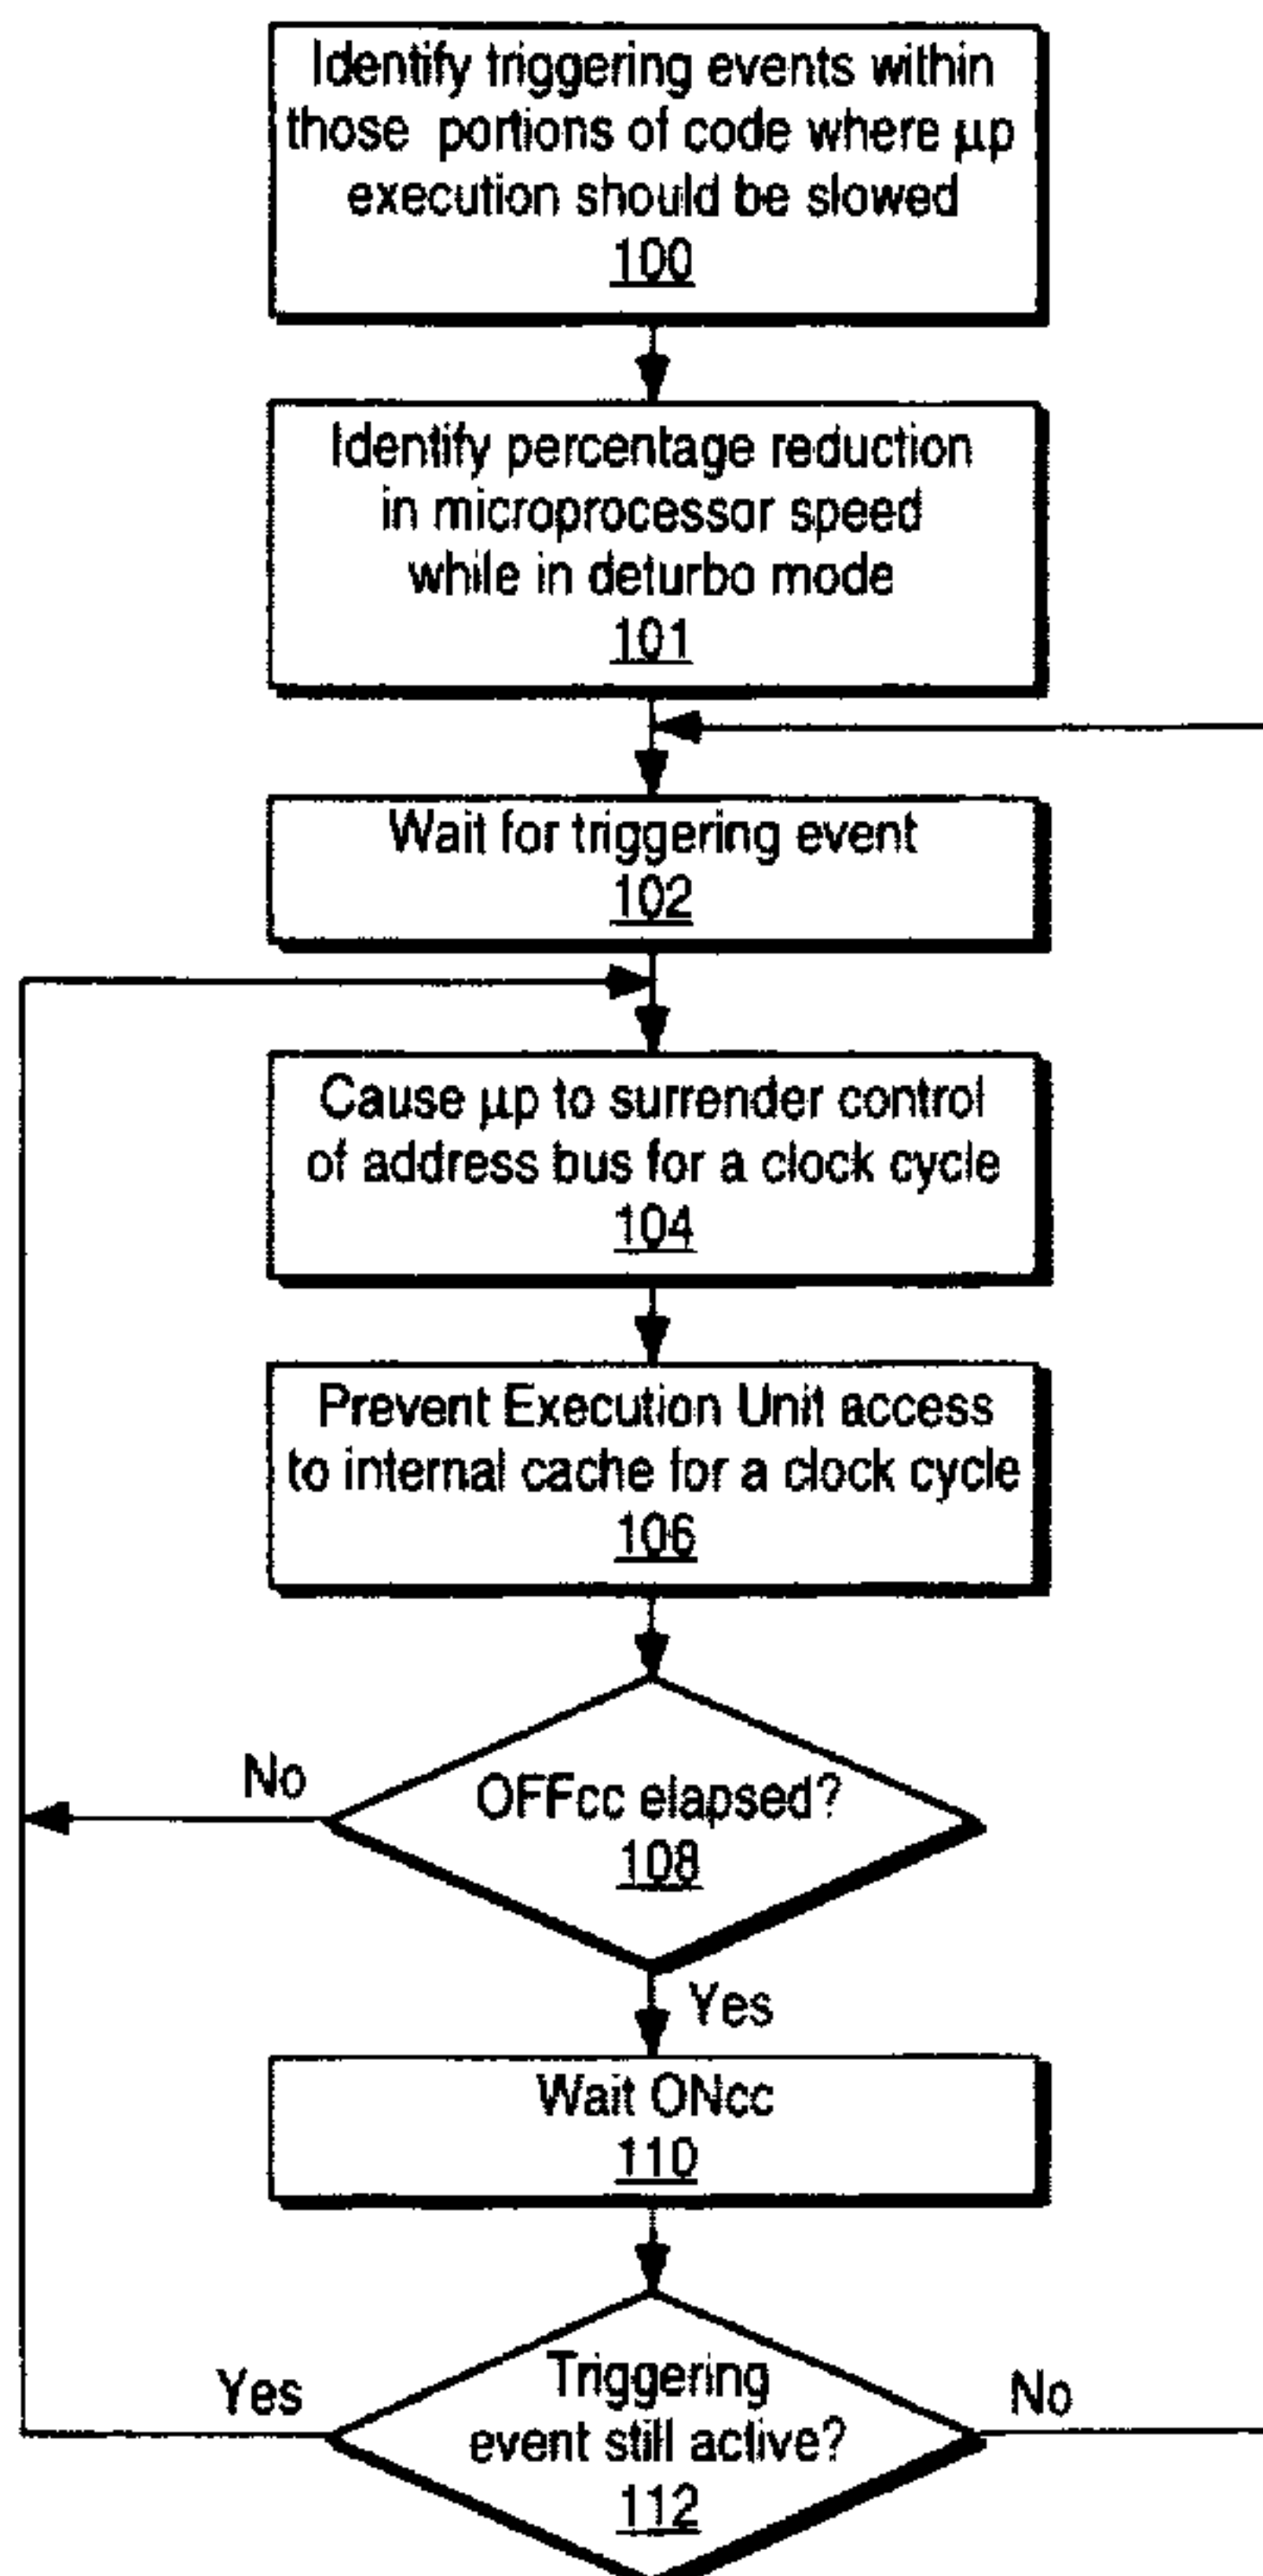 Identify triggering events within
those portions of code where μp
execution should be slowed
100
Identify percentage reduction
in microprocessor speed
while in deturbo mode
101
Wait for triggering event
102
Cause μp to surrender control
of address bus for a clock cycle
104
Prevent Execution Unit access
to internal cache for a clock cycle
106
No
OFFcc elapsed?
108
Yes
Wait ONcc
110
Yes
Triggering
event still active?
112
No